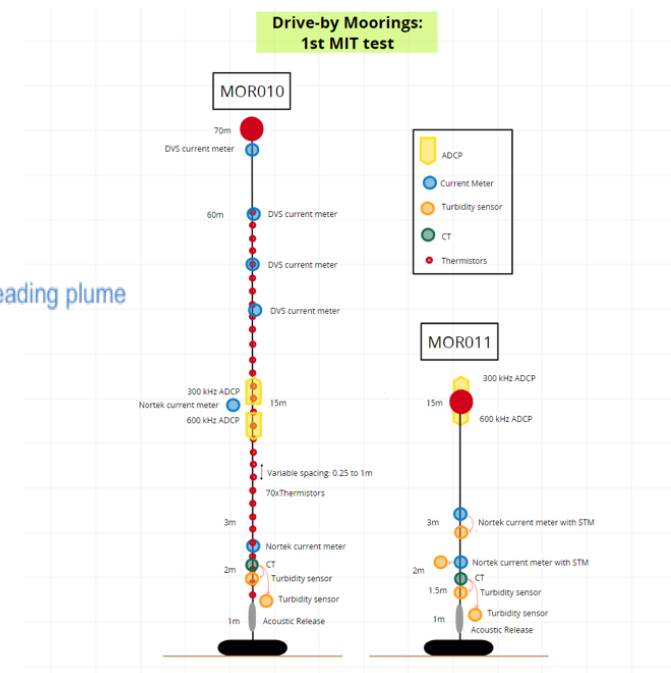 Drive-by Moorings:
1st MIT test
MOR010
70m
DVS current meter
60m
DVS current meter
DVS current meter
eading plume
DVS current meter
300 kHz ADCP
15m
Nortek current meter
600 kHz ADCP
Variable spacing: 0.25 to 1m
70xThermistors
3m
Nortek current meter
CT
2m
Turbidity sensor
Turbidity sensor
1m
Acoustic Release
ADCP
Current Meter
Turbidity sensor
CT
Thermistors
MOR011
300 kHz ADCP
15m
600 kHz ADCP
3m
Nortek current meter with STM
Nortek current meter with STM
2m
CT
1.5m
Turbidity sensor
Turbidity sensor
1m
Acoustic Release